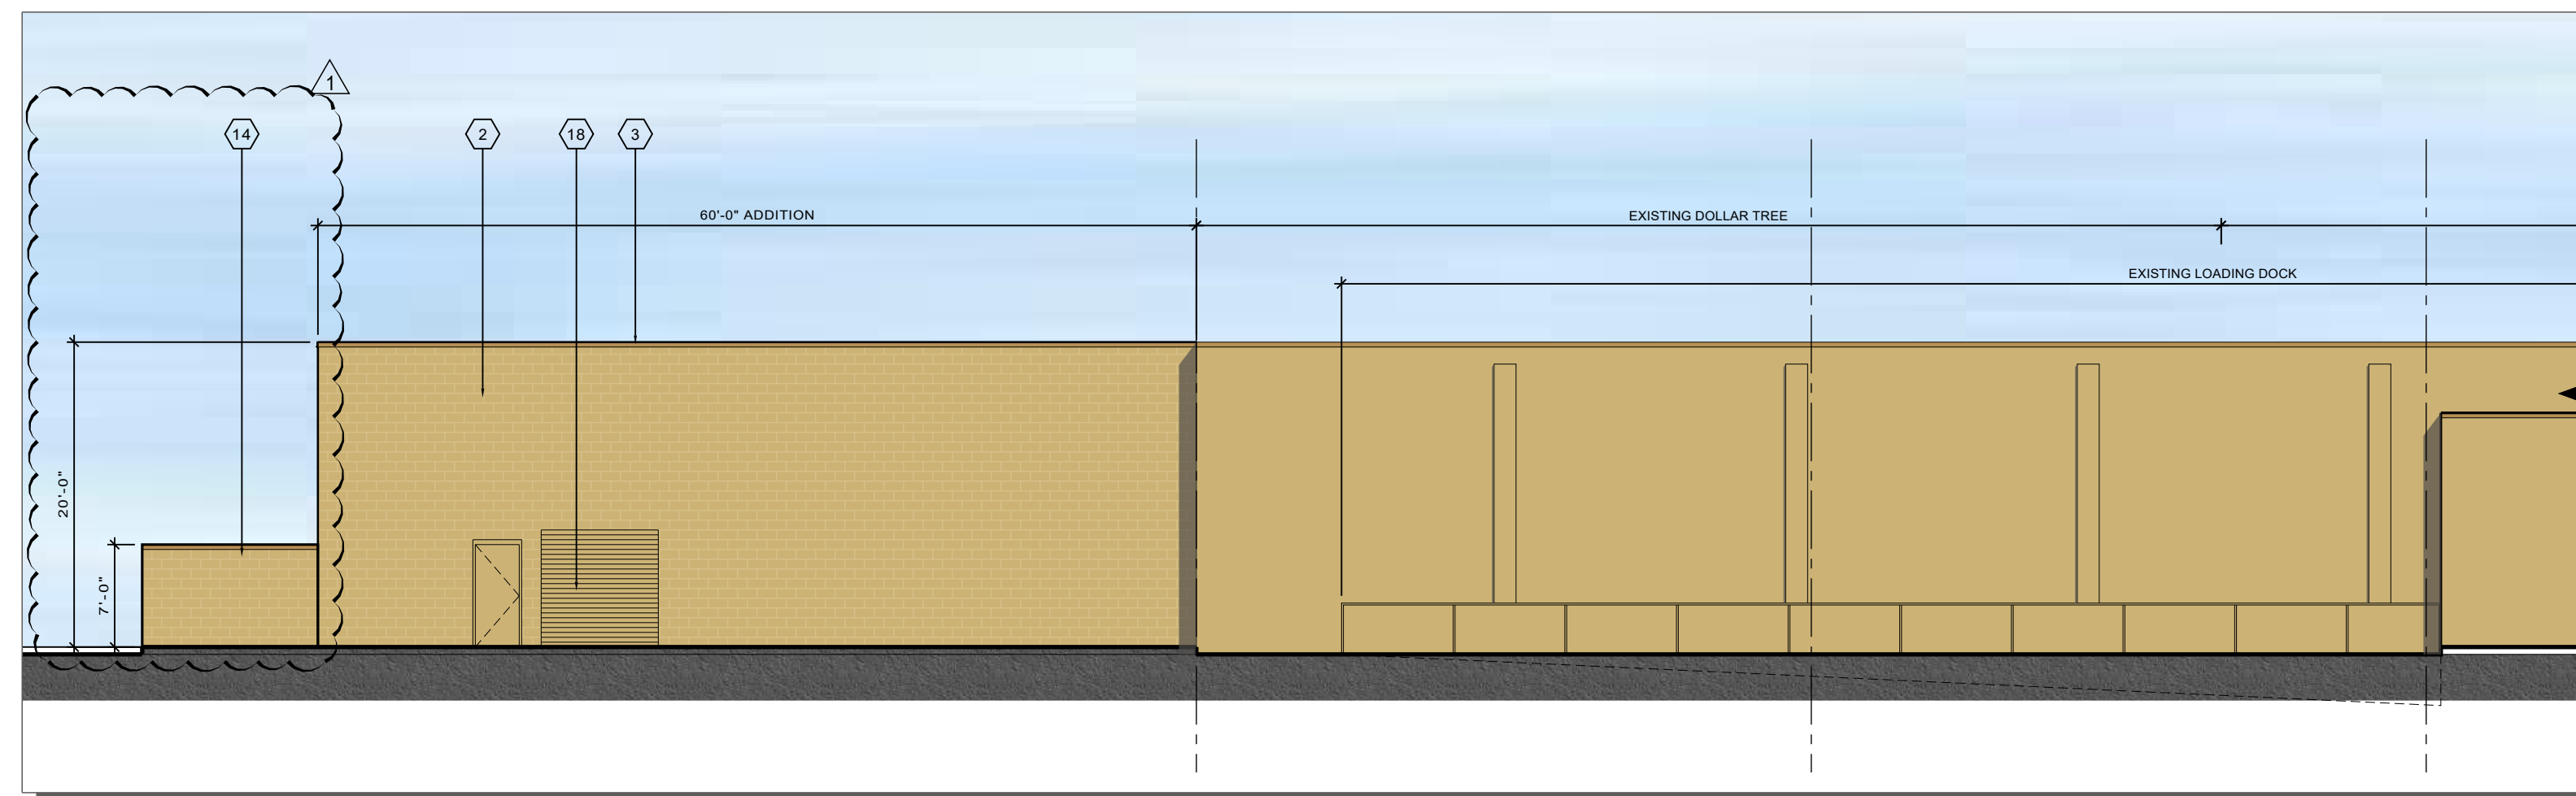 1
14
2
18
3
60'-0" ADDITION
EXISTING DOLLAR TREE
EXISTING LOADING DOCK
20'-0"
7'-0"